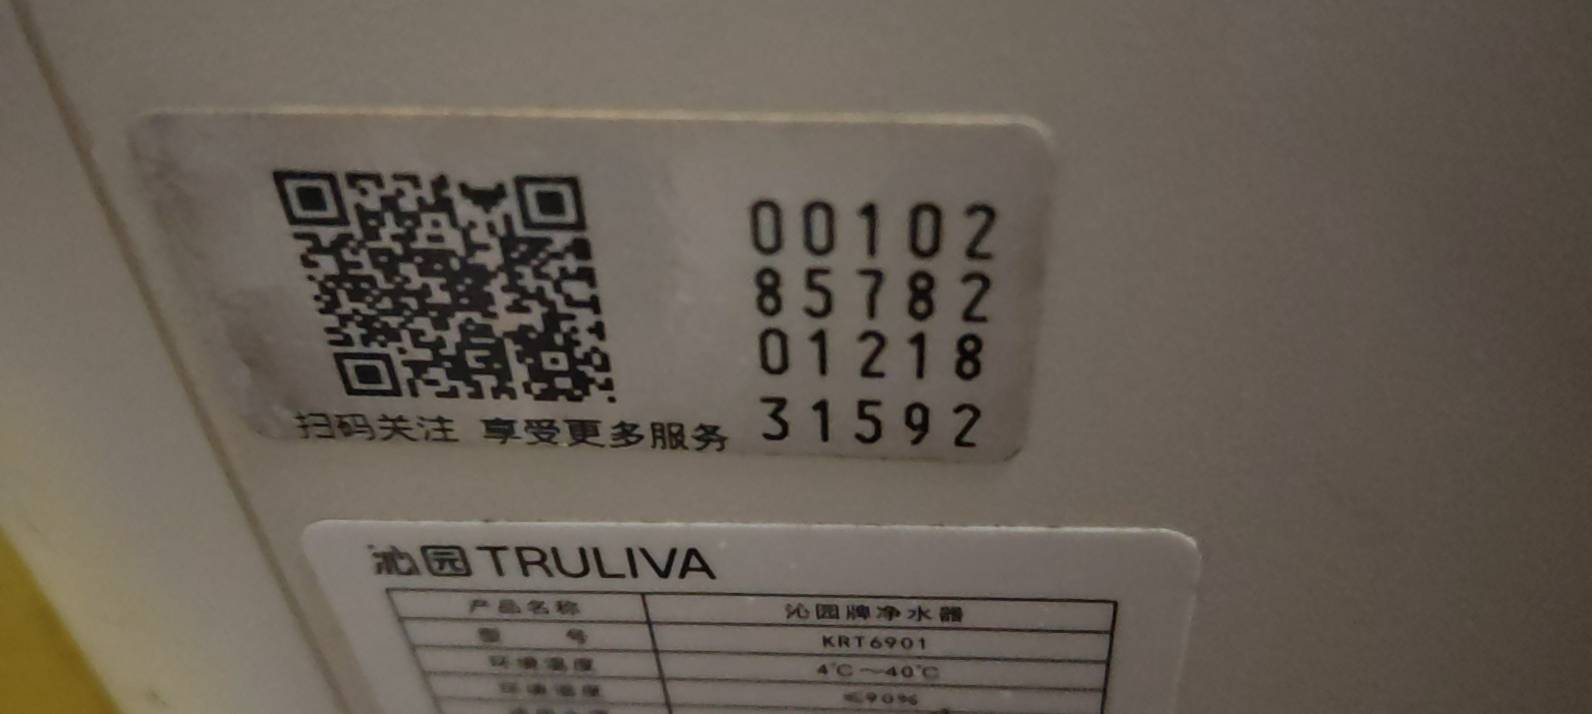 00102
85782
01218
31592
扫码关注 享受更多服务
沁园 TRULIVA
产品名称 沁园牌净水器
型 号 KRT6901
环境温度 4℃~40℃
环境湿度 ≤90%